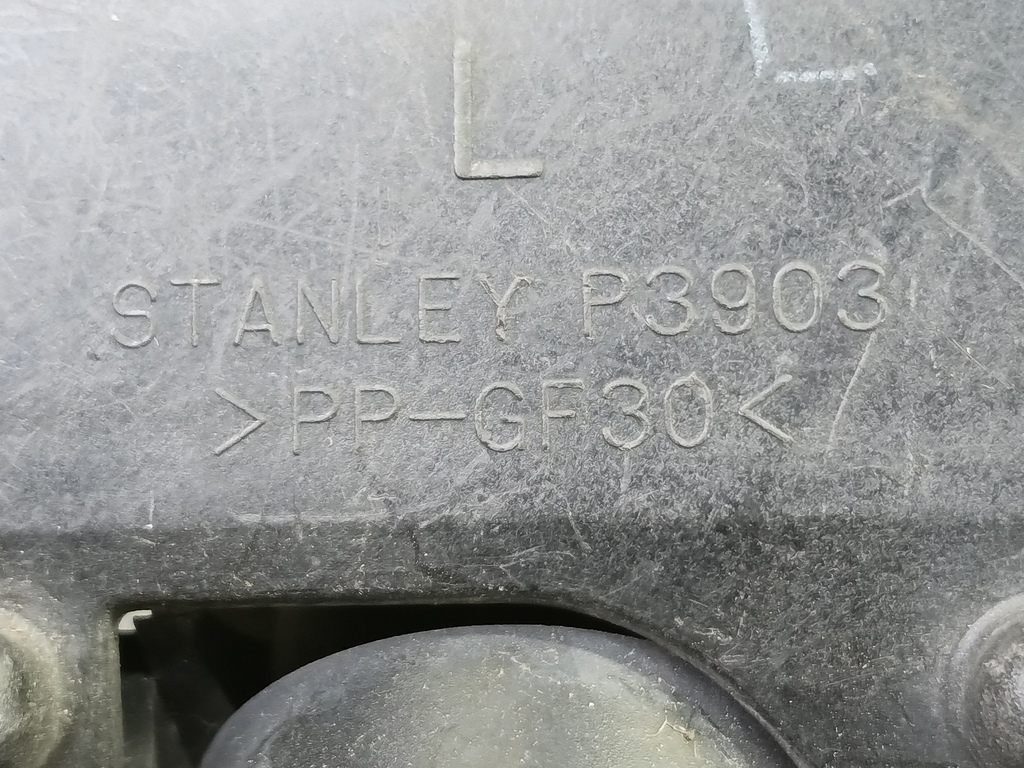 L
STANLEY P3903
>PP-GF30<